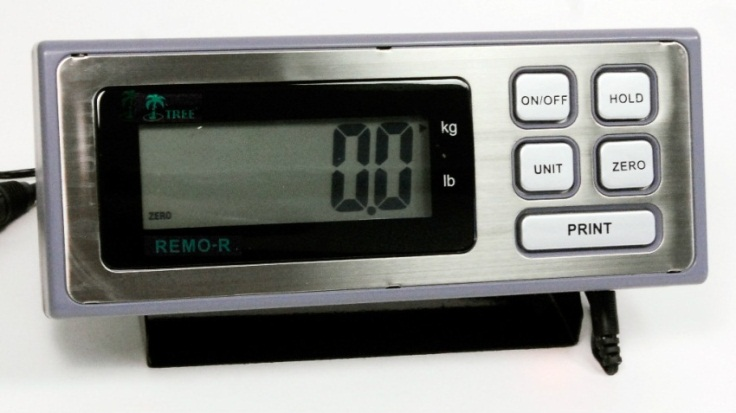 TREE
0.0
kg
lb
ZERO
REMO-R
ON/OFF
HOLD
UNIT
ZERO
PRINT